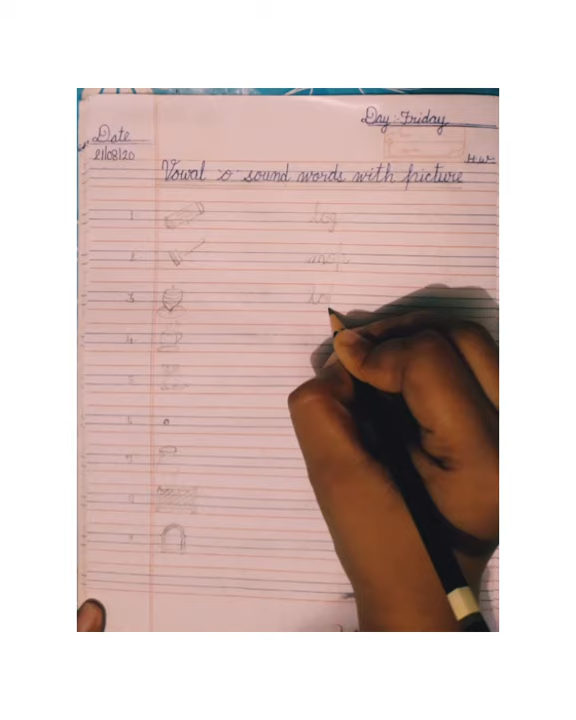 Day:- Friday
Date
21/08/20
H.W.
Vowal o sound words with picture
1 log
2 mop
3
4
5
6
7
8
9